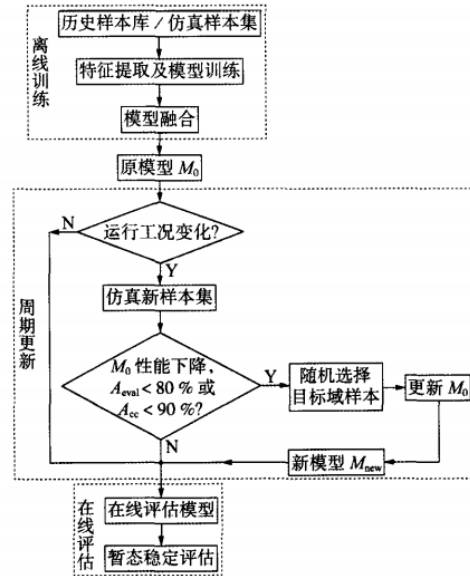 离线训练
历史样本库 / 仿真样本集
特征提取及模型训练
模型融合
原模型 M0
周期更新
运行工况变化?
N
Y
仿真新样本集
M0 性能下降,
Aeval < 80 % 或
Acc < 90 %?
Y
N
随机选择
目标域样本
更新 M0
新模型 Mnew
在线评估
在线评估模型
暂态稳定评估